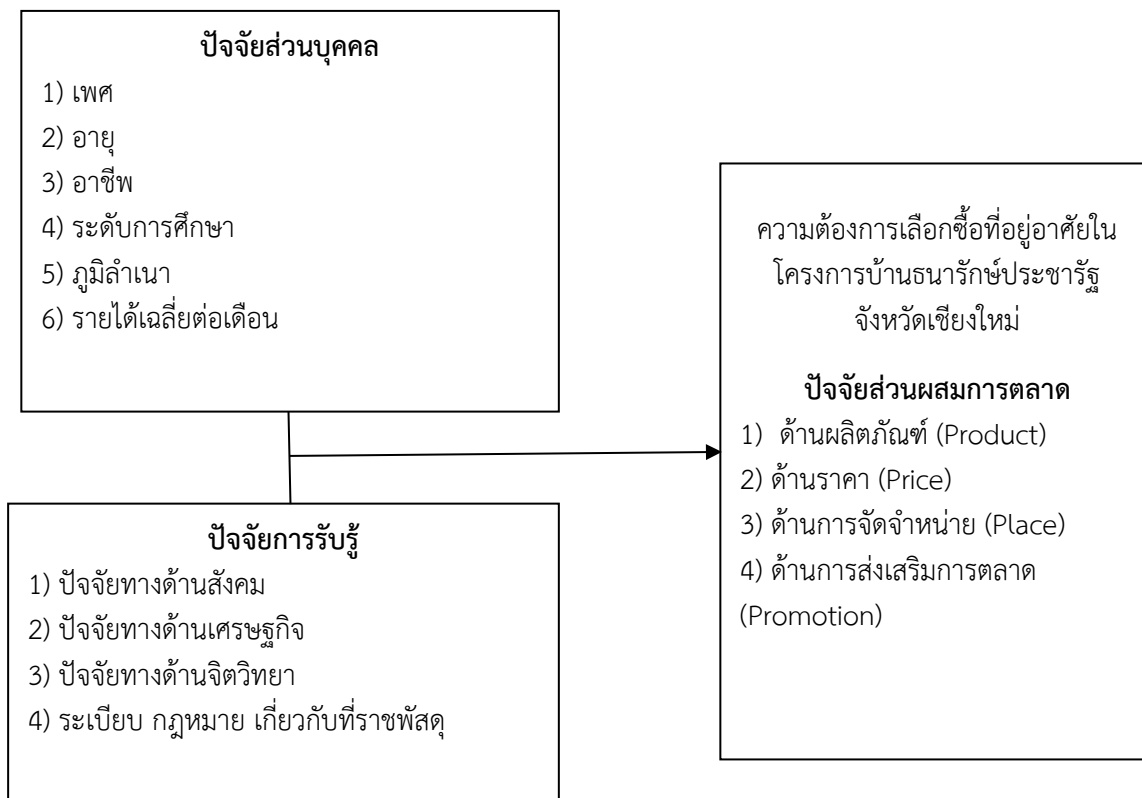 ปัจจัยส่วนบุคคล
1) เพศ
2) อายุ
3) อาชีพ
4) ระดับการศึกษา
5) ภูมิลำเนา
6) รายได้เฉลี่ยต่อเดือน
ปัจจัยการรับรู้
1) ปัจจัยทางด้านสังคม
2) ปัจจัยทางด้านเศรษฐกิจ
3) ปัจจัยทางด้านจิตวิทยา
4) ระเบียบ กฎหมาย เกี่ยวกับที่ราชพัสดุ
ความต้องการเลือกซื้อที่อยู่อาศัยใน
โครงการบ้านธนารักษ์ประชารัฐ
จังหวัดเชียงใหม่
ปัจจัยส่วนผสมการตลาด
1) ด้านผลิตภัณฑ์ (Product)
2) ด้านราคา (Price)
3) ด้านการจัดจำหน่าย (Place)
4) ด้านการส่งเสริมการตลาด
(Promotion)